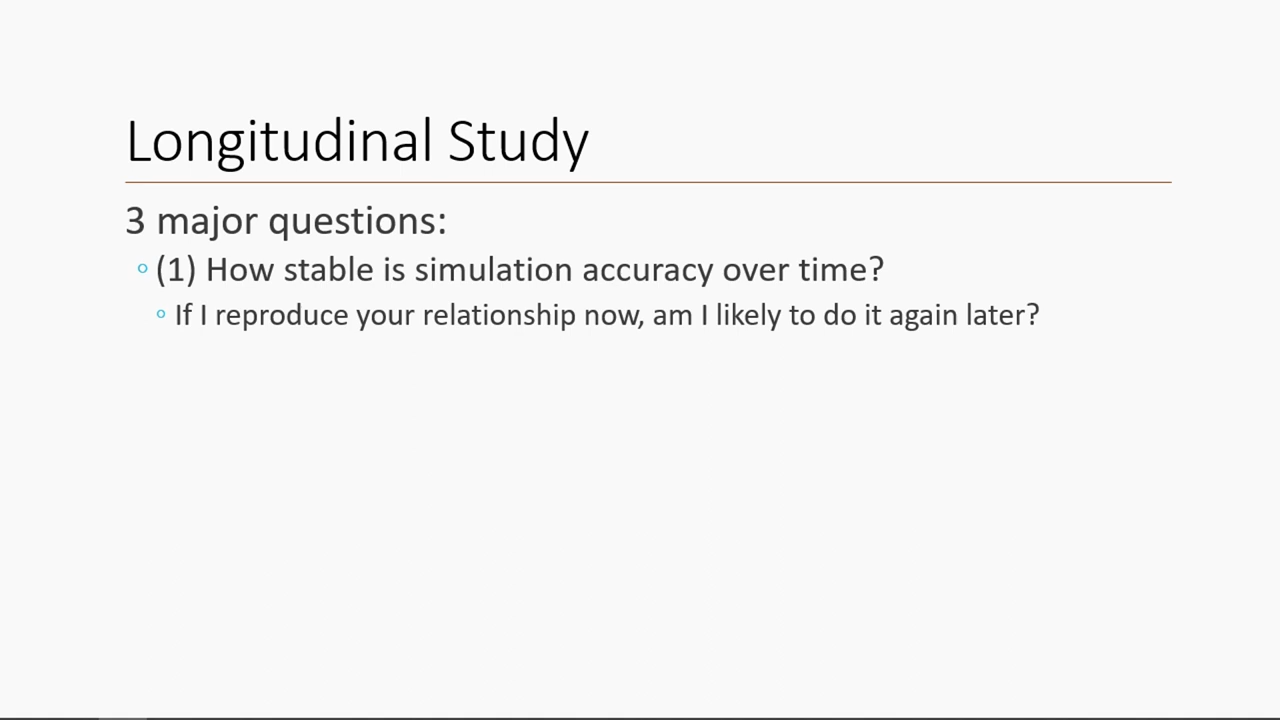 Longitudinal Study
3 major questions:
(1) How stable is simulation accuracy over time?
If I reproduce your relationship now, am I likely to do it again later?